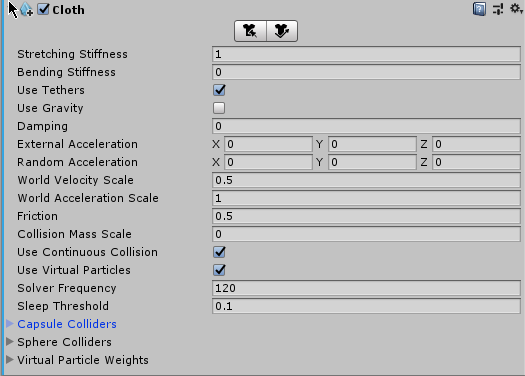 Cloth
Stretching Stiffness 1
Bending Stiffness 0
Use Tethers
Use Gravity
Damping 0
External Acceleration X 0 Y 0 Z 0
Random Acceleration X 0 Y 0 Z 0
World Velocity Scale 0.5
World Acceleration Scale 1
Friction 0.5
Collision Mass Scale 0
Use Continuous Collision
Use Virtual Particles
Solver Frequency 120
Sleep Threshold 0.1
Capsule Colliders
Sphere Colliders
Virtual Particle Weights